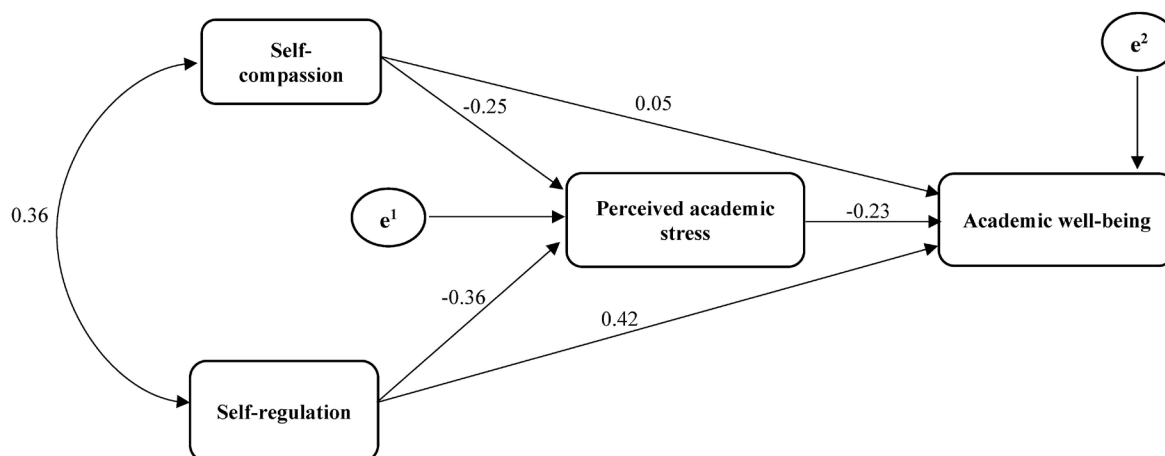 Self-
compassion
e²
-0.25
0.05
0.36
e¹
Perceived academic
stress
-0.23
Academic well-being
-0.36
0.42
Self-regulation